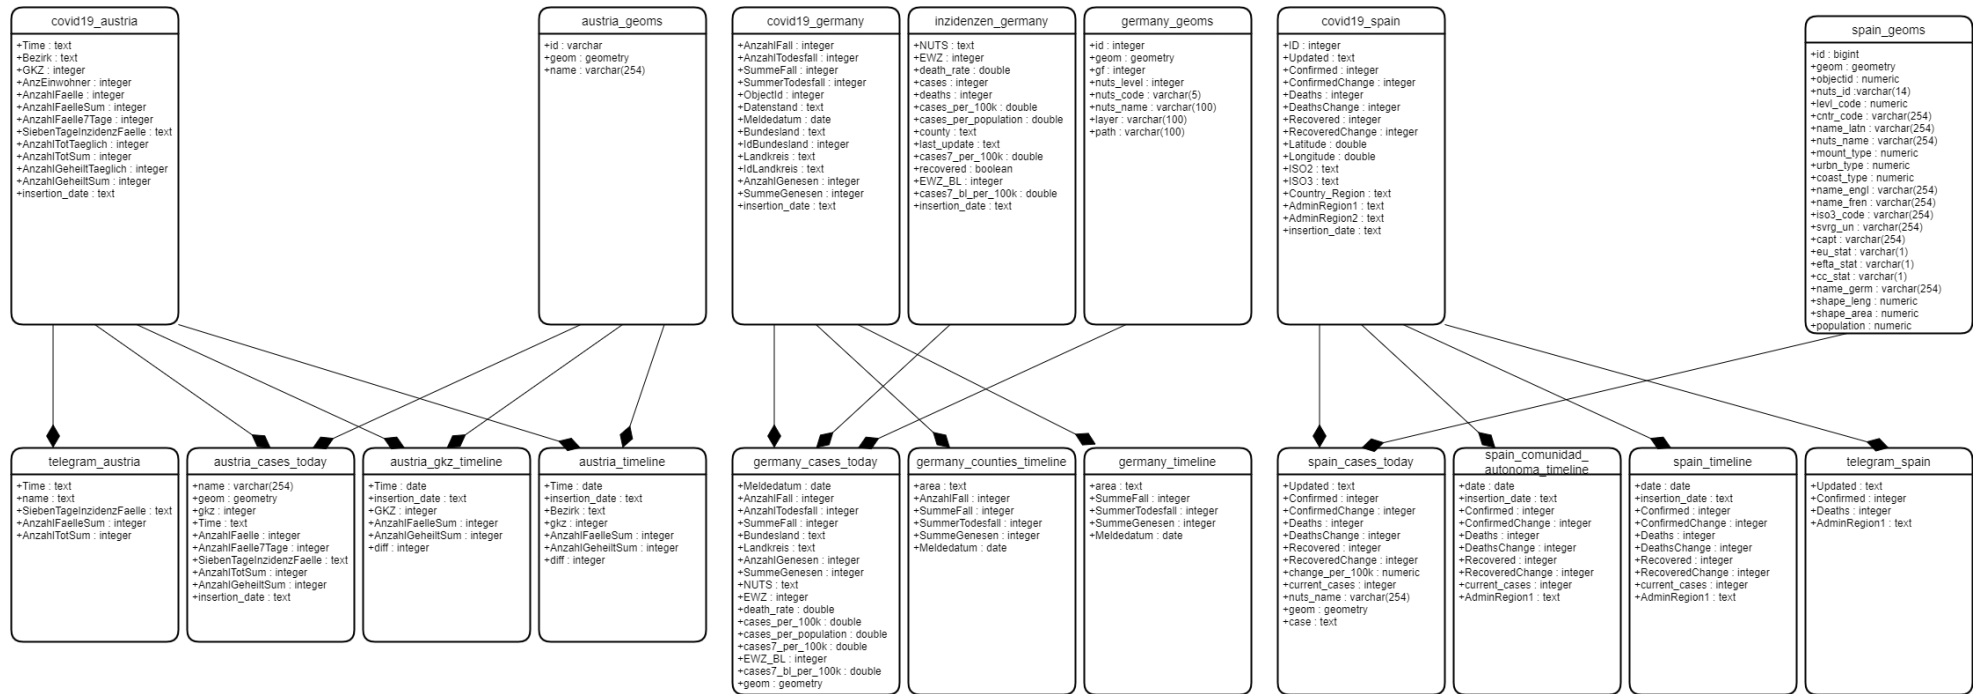 covid19_austria
+Time : text
+Bezirk : text
+GKZ : integer
+AnzEinwohner : integer
+AnzahlFaelle : integer
+AnzahlFaelleSum : integer
+AnzahlFaelle7Tage : integer
+SiebenTageInzidenzFaelle : text
+AnzahlTotTaeglich : integer
+AnzahlTotSum : integer
+AnzahlGeheiltTaeglich : integer
+AnzahlGeheiltSum : integer
+insertion_date : text
austria_geoms
+id : varchar
+geom : geometry
+name : varchar(254)
covid19_germany
+AnzahlFall : integer
+AnzahlTodesfall : integer
+SummeFall : integer
+SummerTodesfall : integer
+ObjectId : integer
+Datenstand : text
+Meldedatum : date
+Bundesland : text
+IdBundesland : integer
+Landkreis : text
+IdLandkreis : text
+AnzahlGenesen : integer
+SummeGenesen : integer
+insertion_date : text
inzidenzen_germany
+NUTS : text
+EWZ : integer
+death_rate : double
+cases : integer
+deaths : integer
+cases_per_100k : double
+cases_per_population : double
+county : text
+last_update : text
+cases7_per_100k : double
+recovered : boolean
+EWZ_BL : integer
+cases7_bl_per_100k : double
+insertion_date : text
germany_geoms
+id : integer
+geom : geometry
+gf : integer
+nuts_level : integer
+nuts_code : varchar(5)
+nuts_name : varchar(100)
+layer : varchar(100)
+path : varchar(100)
covid19_spain
+ID : integer
+Updated : text
+Confirmed : integer
+ConfirmedChange : integer
+Deaths : integer
+DeathsChange : integer
+Recovered : integer
+RecoveredChange : integer
+Latitude : double
+Longitude : double
+ISO2 : text
+ISO3 : text
+Country_Region : text
+AdminRegion1 : text
+AdminRegion2 : text
+insertion_date : text
spain_geoms
+id : bigint
+geom : geometry
+objectid : numeric
+nuts_id :varchar(14)
+levl_code : numeric
+cntr_code : varchar(254)
+name_latn : varchar(254)
+nuts_name : varchar(254)
+mount_type : numeric
+urbn_type : numeric
+coast_type : numeric
+name_engl : varchar(254)
+name_fren : varchar(254)
+iso3_code : varchar(254)
+svrg_un : varchar(254)
+capt : varchar(254)
+eu_stat : varchar(1)
+efta_stat : varchar(1)
+cc_stat : varchar(1)
+name_germ : varchar(254)
+shape_leng : numeric
+shape_area : numeric
+population : numeric
telegram_austria
+Time : text
+name : text
+SiebenTageInzidenzFaelle : text
+AnzahlFaelleSum : integer
+AnzahlTotSum : integer
austria_cases_today
+name : varchar(254)
+geom : geometry
+gkz : integer
+Time : text
+AnzahlFaelle : integer
+AnzahlFaelle7Tage : integer
+SiebenTageInzidenzFaelle : text
+AnzahlTotSum : integer
+AnzahlGeheiltSum : integer
+insertion_date : text
austria_gkz_timeline
+Time : date
+insertion_date : text
+GKZ : integer
+AnzahlFaelleSum : integer
+AnzahlGeheiltSum : integer
+diff : integer
austria_timeline
+Time : date
+insertion_date : text
+Bezirk : text
+gkz : integer
+AnzahlFaelleSum : integer
+AnzahlGeheiltSum : integer
+diff : integer
germany_cases_today
+Meldedatum : date
+AnzahlFall : integer
+AnzahlTodesfall : integer
+SummeFall : integer
+Bundesland : text
+Landkreis : text
+AnzahlGenesen : integer
+SummeGenesen : integer
+NUTS : text
+EWZ : integer
+death_rate : double
+cases_per_100k : double
+cases_per_population : double
+cases7_per_100k : double
+EWZ_BL : integer
+cases7_bl_per_100k : double
+geom : geometry
germany_counties_timeline
+area : text
+AnzahlFall : integer
+SummeFall : integer
+SummerTodesfall : integer
+SummeGenesen : integer
+Meldedatum : date
germany_timeline
+area : text
+SummeFall : integer
+SummerTodesfall : integer
+SummeGenesen : integer
+Meldedatum : date
spain_cases_today
+Updated : text
+Confirmed : integer
+ConfirmedChange : integer
+Deaths : integer
+DeathsChange : integer
+Recovered : integer
+RecoveredChange : integer
+change_per_100k : numeric
+current_cases : integer
+nuts_name : varchar(254)
+geom : geometry
+case : text
spain_comunidad_
autonoma_timeline
+date : date
+insertion_date : text
+Confirmed : integer
+ConfirmedChange : integer
+Deaths : integer
+DeathsChange : integer
+Recovered : integer
+RecoveredChange : integer
+current_cases : integer
+AdminRegion1 : text
spain_timeline
+date : date
+insertion_date : text
+Confirmed : integer
+ConfirmedChange : integer
+Deaths : integer
+DeathsChange : integer
+Recovered : integer
+RecoveredChange : integer
+current_cases : integer
+AdminRegion1 : text
telegram_spain
+Updated : text
+Confirmed : integer
+Deaths : integer
+AdminRegion1 : text